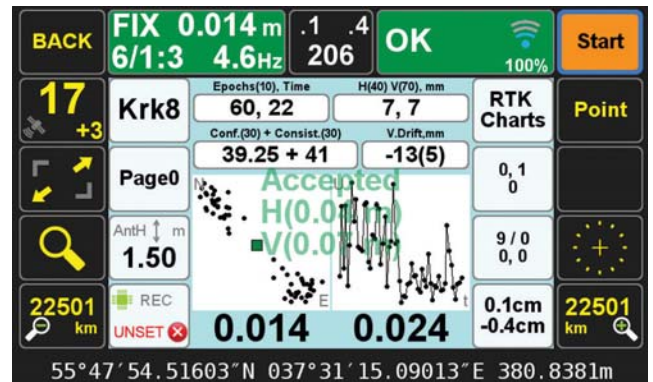 BACK
FIX 0.014 m
6/1:3 4.6Hz
.1 .4
206
OK
100%
Start
17
+3
Krk8
Epochs(10), Time
60, 22
H(40) V(70), mm
7, 7
RTK
Charts
Point
Conf.(30) + Consist.(30)
39.25 + 41
V.Drift,mm
-13(5)
Page0
N
U
Accepted
H(0.0
V(0.0
0, 1
0
AntH m
1.50
9 / 0
0, 0
E
t
22501
km
REC
UNSET
0.014
0.024
0.1cm
-0.4cm
22501
km
55°47′54.51603″N 037°31′15.09013″E 380.8381m